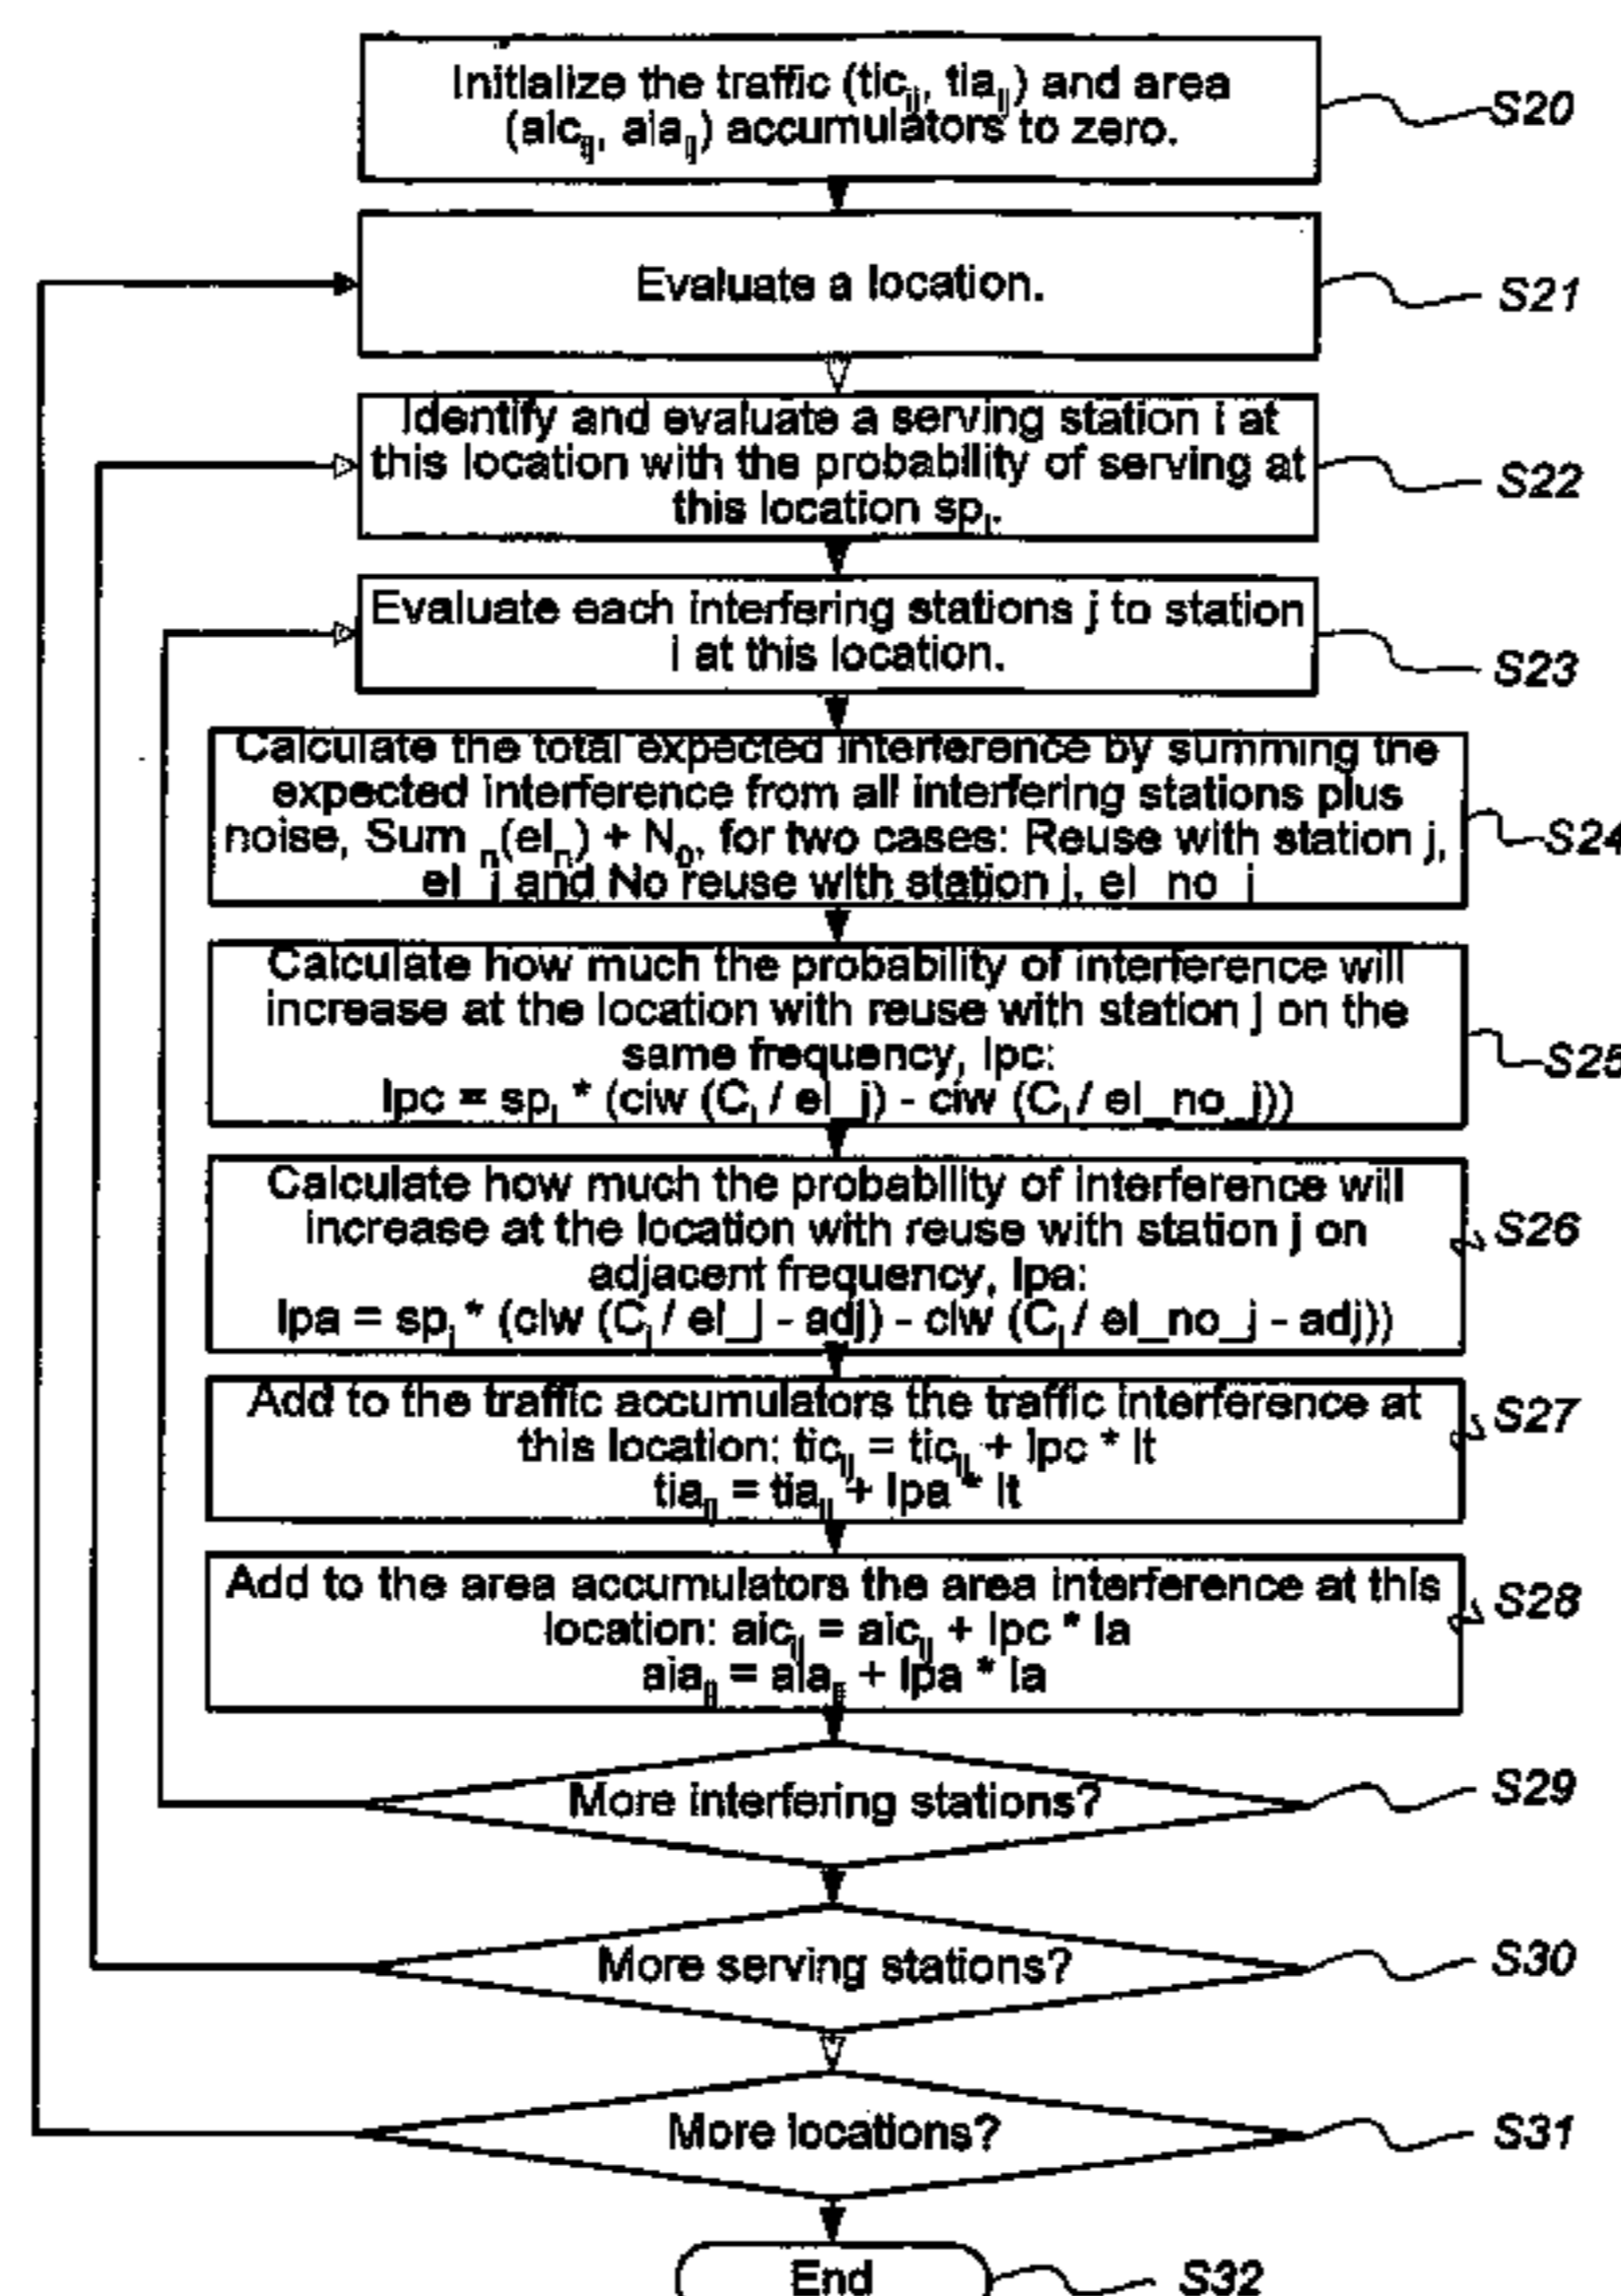 Initialize the traffic (tic_ij, tia_ij) and area
(aic_ij, aia_ij) accumulators to zero.
S20
Evaluate a location.
S21
Identify and evaluate a serving station i at
this location with the probability of serving at
this location sp_i.
S22
Evaluate each interfering stations j to station
i at this location.
S23
Calculate the total expected interference by summing the
expected interference from all interfering stations plus
noise, Sum _n(eI_n) + N_0, for two cases: Reuse with station j,
eI_j and No reuse with station j, eI_no_j
S24
Calculate how much the probability of interference will
increase at the location with reuse with station j on the
same frequency, Ipc:
Ipc = sp_i * (ciw (C_i / eI_j) - ciw (C_i / eI_no_j))
S25
Calculate how much the probability of interference will
increase at the location with reuse with station j on
adjacent frequency, Ipa:
Ipa = sp_i * (ciw (C_i / eI_j - adj) - ciw (C_i / eI_no_j - adj))
S26
Add to the traffic accumulators the traffic interference at
this location: tic_ij = tic_ij + Ipc * lt
tia_ij = tia_ij + Ipa * lt
S27
Add to the area accumulators the area interference at this
location: aic_ij = aic_ij + Ipc * la
aia_ij = aia_ij + Ipa * la
S28
More interfering stations?
S29
More serving stations?
S30
More locations?
S31
End
S32